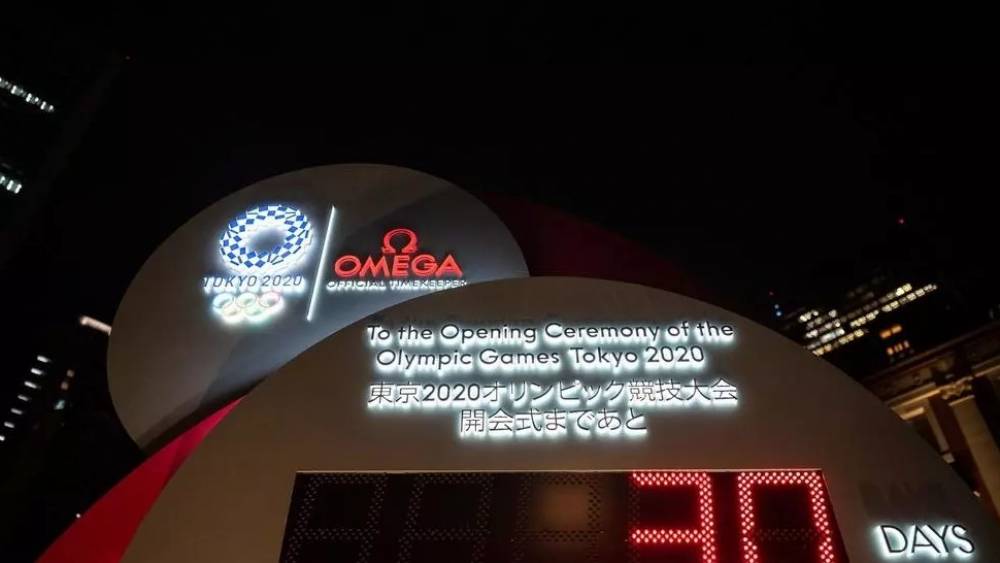 TOKYO 2020
OMEGA
OFFICIAL TIMEKEEPER
To the Opening Ceremony of the
Olympic Games Tokyo 2020
東京2020オリンピック競技大会
開会式まであと
30
DAYS